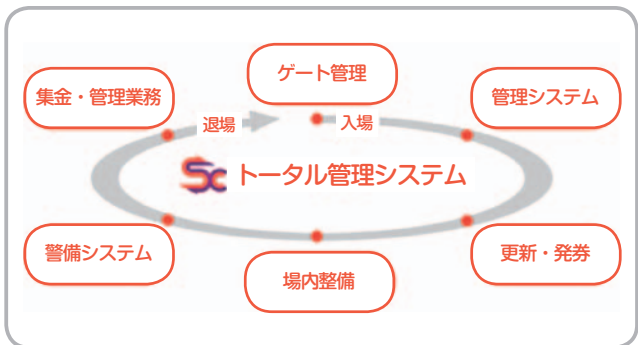 ゲート管理
集金・管理業務
管理システム
退場
入場
Sc トータル管理システム
警備システム
更新・発券
場内整備